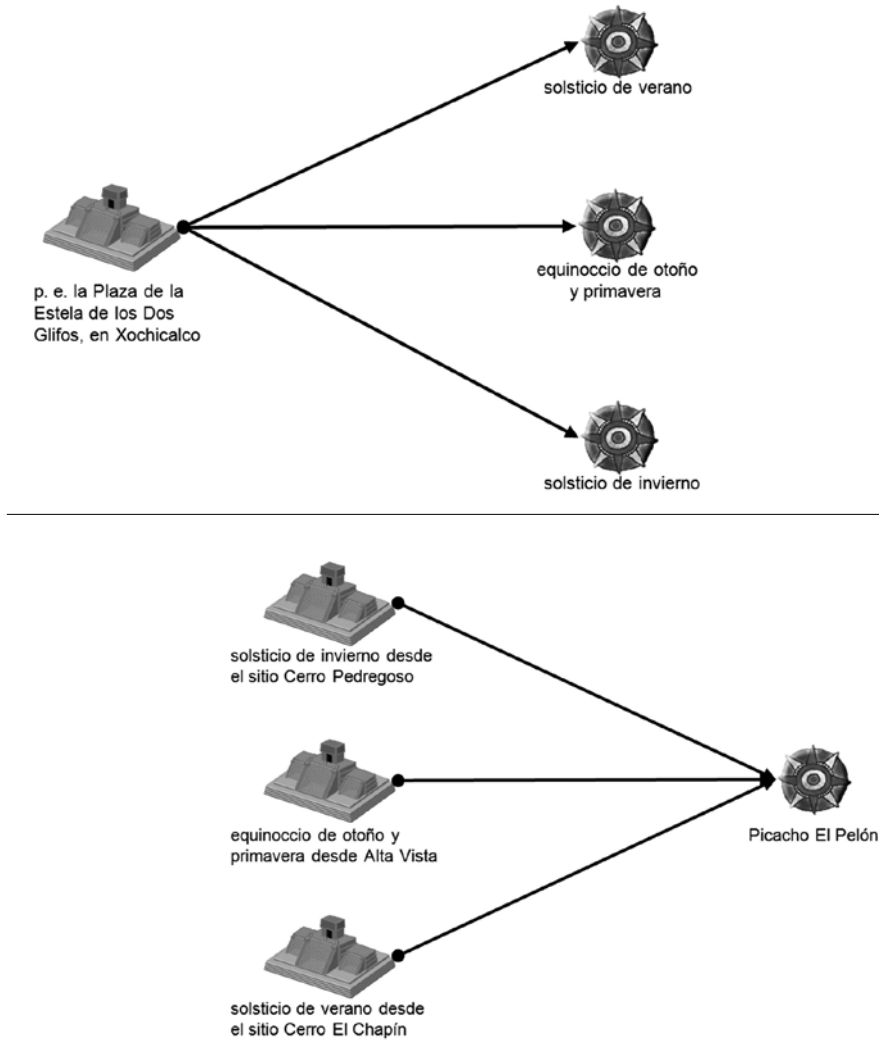 solsticio de verano
equinoccio de otoño
y primavera
p. e. la Plaza de la
Estela de los Dos
Glifos, en Xochicalco
solsticio de invierno
solsticio de invierno desde
el sitio Cerro Pedregoso
equinoccio de otoño y
primavera desde Alta Vista
Picacho El Pelón
solsticio de verano desde
el sitio Cerro El Chapín